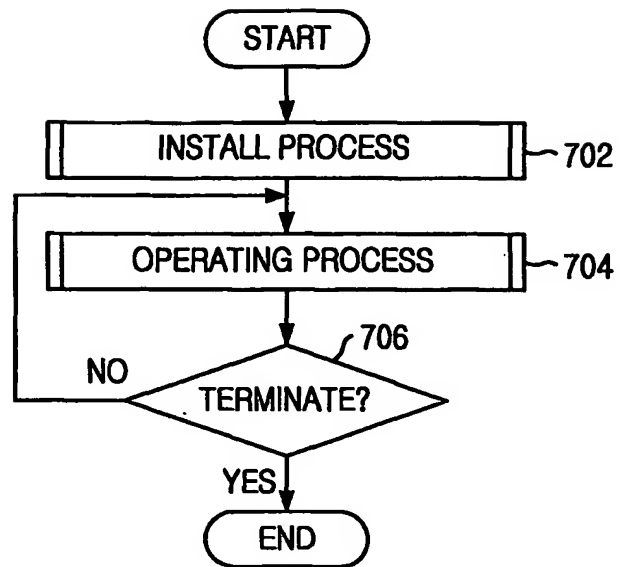 START
INSTALL PROCESS
702
OPERATING PROCESS
704
706
NO
TERMINATE?
YES
END